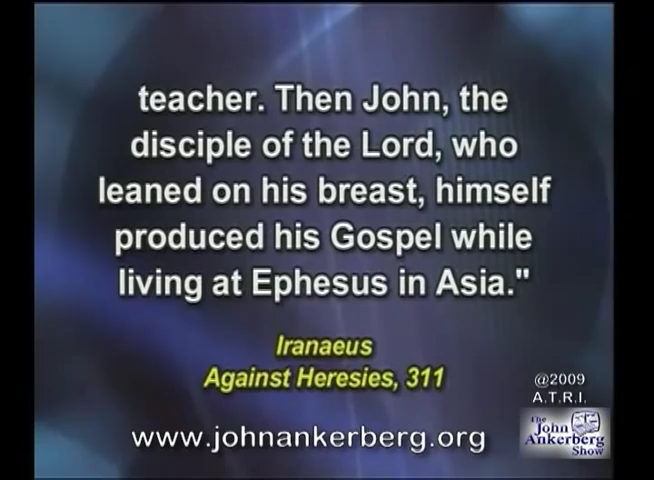 teacher. Then John, the
disciple of the Lord, who
leaned on his breast, himself
produced his Gospel while
living at Ephesus in Asia."
Iranaeus
Against Heresies, 311
@2009
A.T.R.I.
www.johnankerberg.org
The
John
Ankerberg
Show